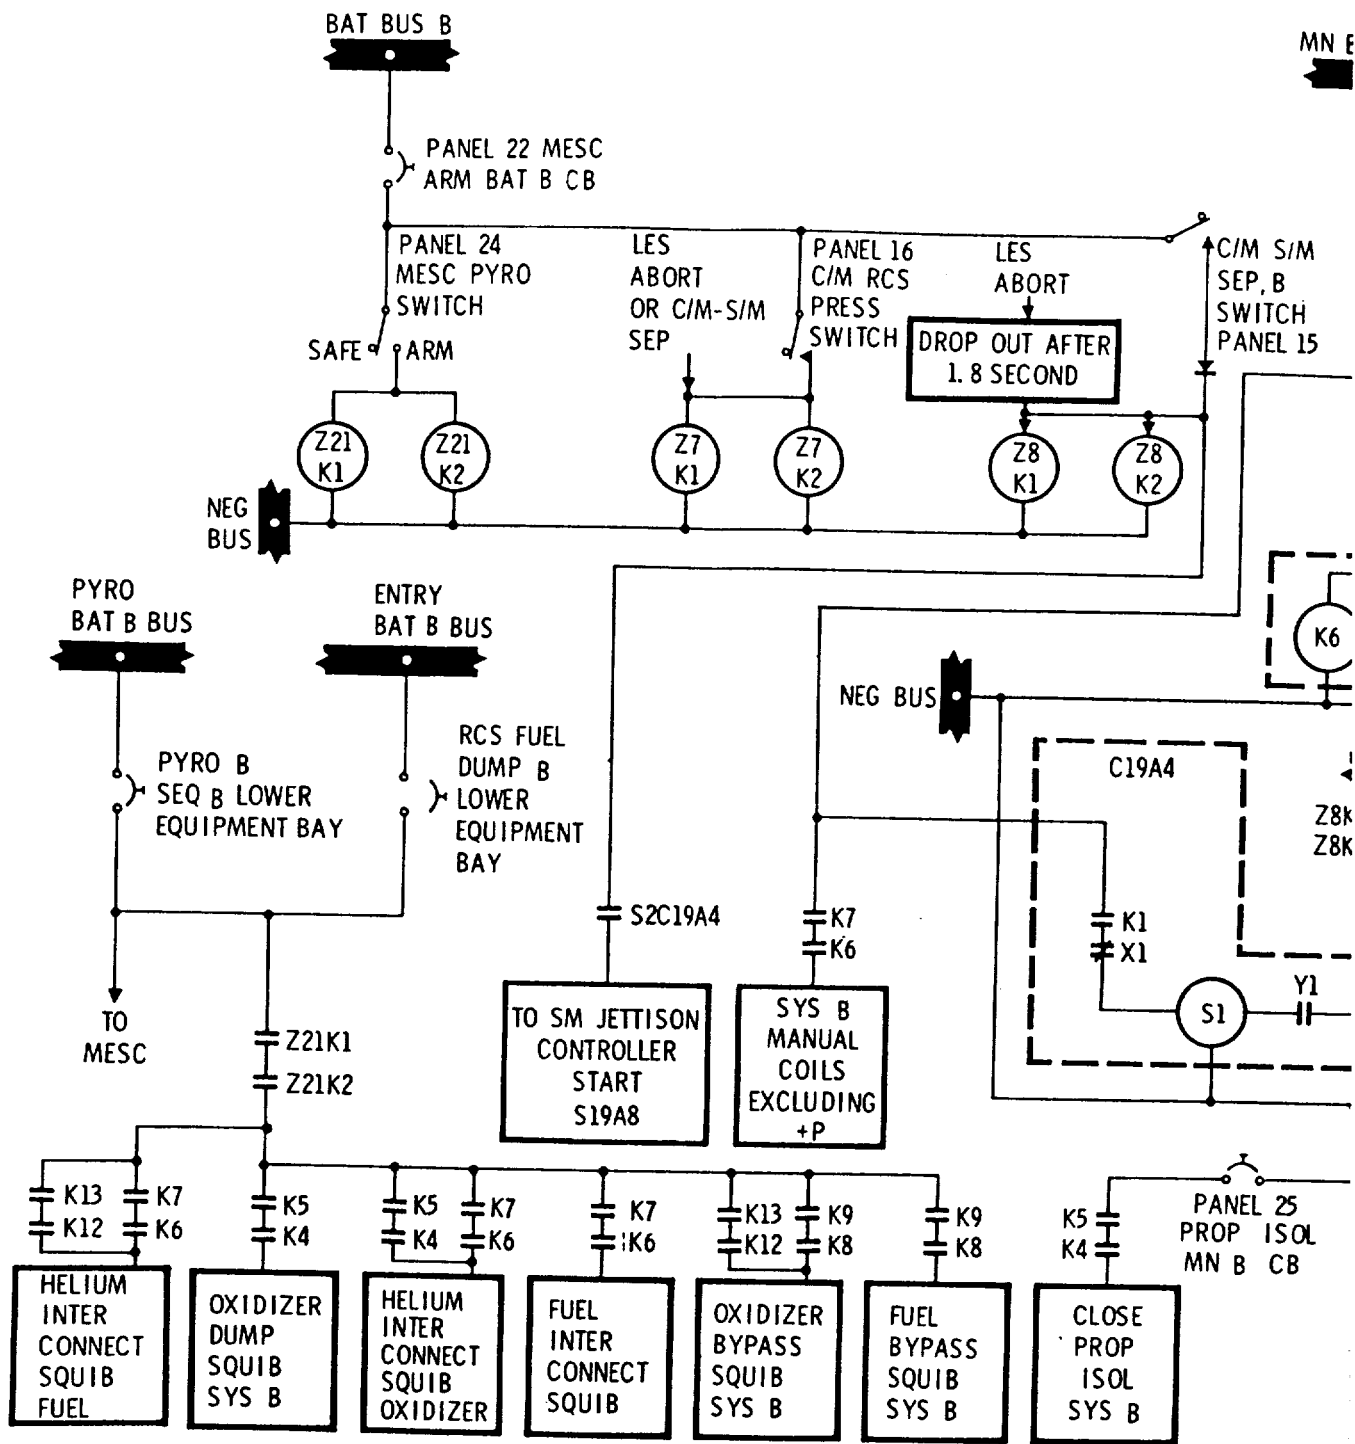 BAT BUS B
MN B
PANEL 22 MESC
ARM BAT B CB
PANEL 24
MESC PYRO
SWITCH
SAFE
ARM
LES
ABORT
OR C/M-S/M
SEP
PANEL 16
C/M RCS
PRESS
SWITCH
LES
ABORT
DROP OUT AFTER
1.8 SECOND
C/M S/M
SEP, B
SWITCH
PANEL 15
Z21
K1
Z21
K2
Z7
K1
Z7
K2
Z8
K1
Z8
K2
NEG
BUS
PYRO
BAT B BUS
ENTRY
BAT B BUS
K6
NEG BUS
PYRO B
SEQ B LOWER
EQUIPMENT BAY
RCS FUEL
DUMP B
LOWER
EQUIPMENT
BAY
C19A4
Z8K
Z8K
S2C19A4
K7
K6
K1
X1
S1
Y1
TO
MESC
TO SM JETTISON
CONTROLLER
START
S19A8
SYS B
MANUAL
COILS
EXCLUDING
+P
Z21K1
Z21K2
K13
K12
K7
K6
K5
K4
K5
K4
K7
K6
K7
K6
K13
K12
K9
K8
K9
K8
K5
K4
PANEL 25
PROP ISOL
MN B CB
HELIUM
INTER
CONNECT
SQUIB
FUEL
OXIDIZER
DUMP
SQUIB
SYS B
HELIUM
INTER
CONNECT
SQUIB
OXIDIZER
FUEL
INTER
CONNECT
SQUIB
OXIDIZER
BYPASS
SQUIB
SYS B
FUEL
BYPASS
SQUIB
SYS B
CLOSE
PROP
ISOL
SYS B